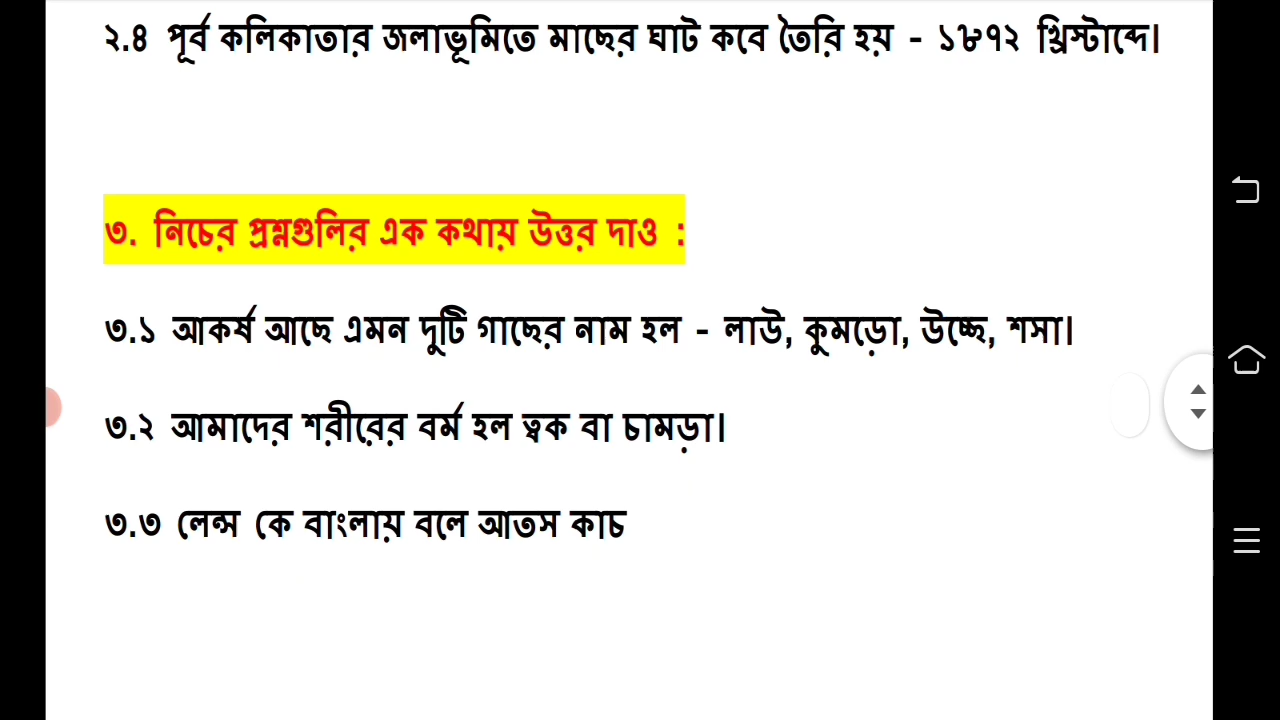 ২.৪ পূর্ব কলিকাতার জলাভূমিতে মাছের ঘাট কবে তৈরি হয় - ১৮৭২ খ্রিস্টাব্দে।
৩. নিচের প্রশ্নগুলির এক কথায় উত্তর দাও :
৩.১ আকর্ষ আছে এমন দুটি গাছের নাম হল - লাউ, কুমড়ো, উচ্ছে, শসা।
৩.২ আমাদের শরীরের বর্ম হল ত্বক বা চামড়া।
৩.৩ লেন্স কে বাংলায় বলে আতস কাচ